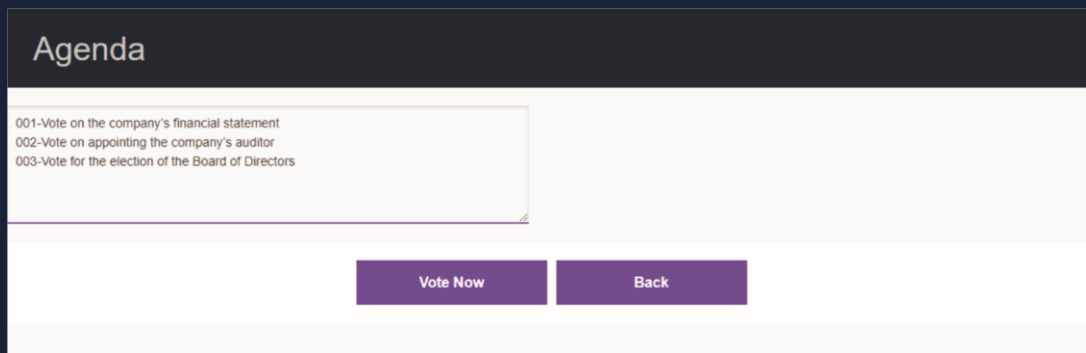 Agenda
001-Vote on the company's financial statement
002-Vote on appointing the company's auditor
003-Vote for the election of the Board of Directors
Vote Now
Back